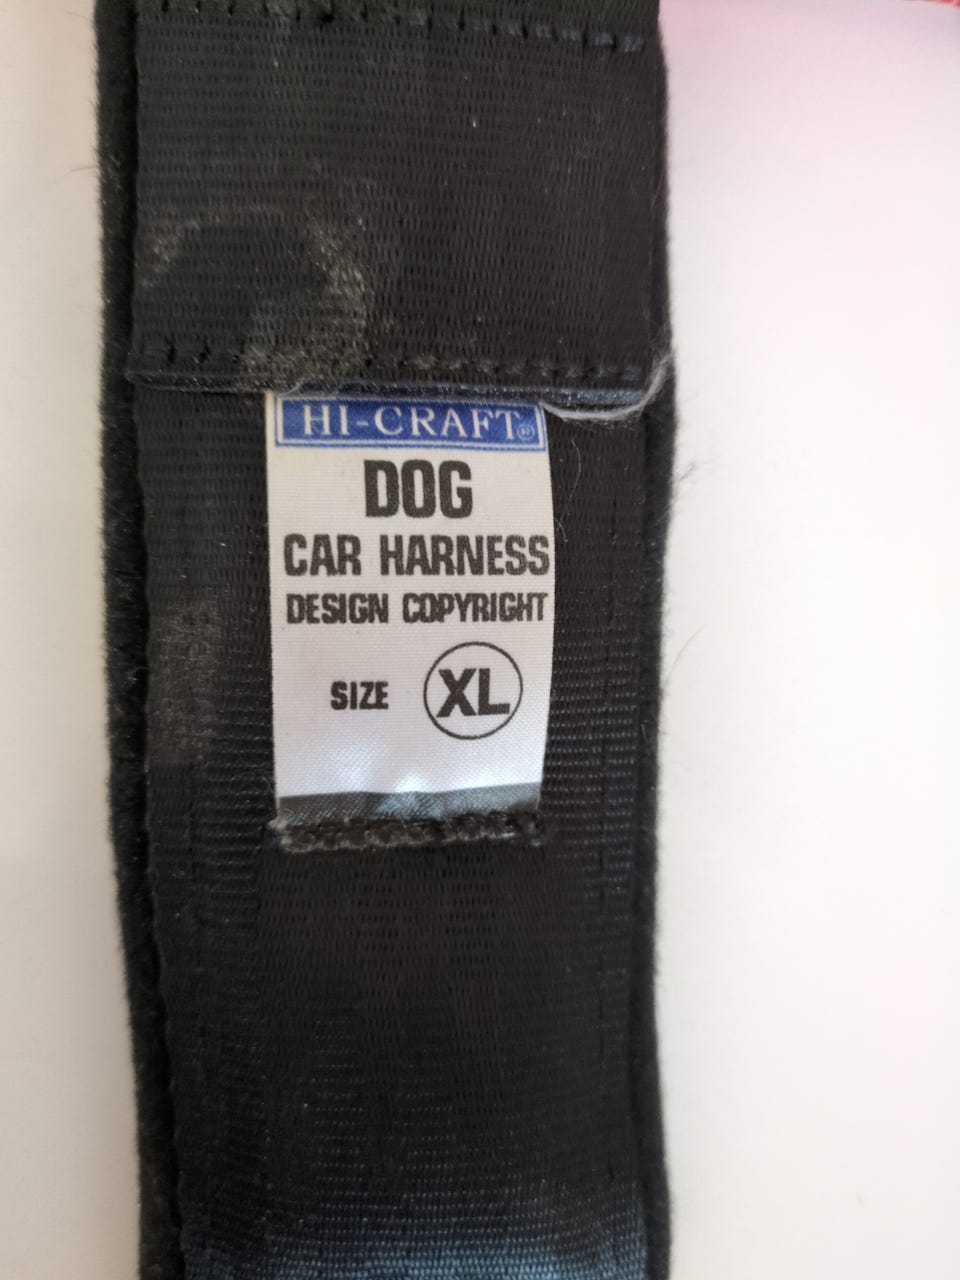 HI-CRAFT®
DOG
CAR HARNESS
DESIGN COPYRIGHT
SIZE XL